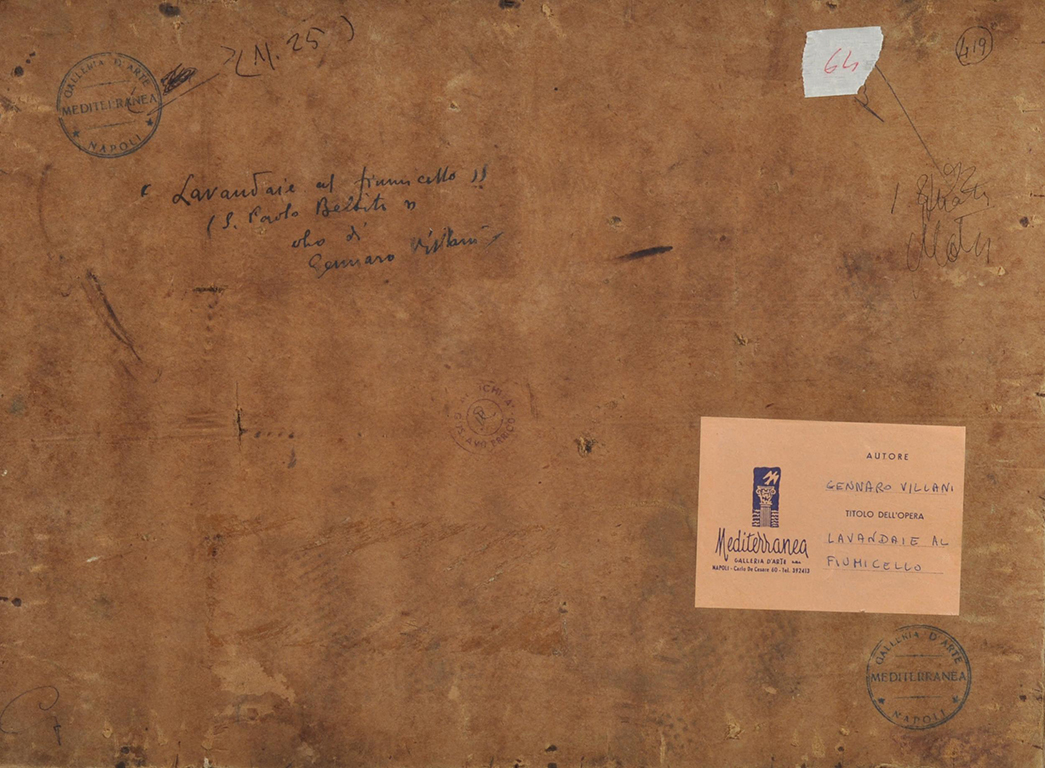 GALLERIA D'ARTE
MEDITERRANEA
NAPOLI
(N. 25)
64
419
" Lavandaie al fiumicello "
(S. Paolo Belsito "
olio di
Gennaro Villani
AUTORE
GENNARO VILLANI
TITOLO DELL'OPERA
LAVANDAIE AL
FIUMICELLO
Mediterranea
GALLERIA D'ARTE
NAPOLI - Carlo De Cesare 60 - Tel. 392413
GALLERIA D'ARTE
MEDITERRANEA
NAPOLI